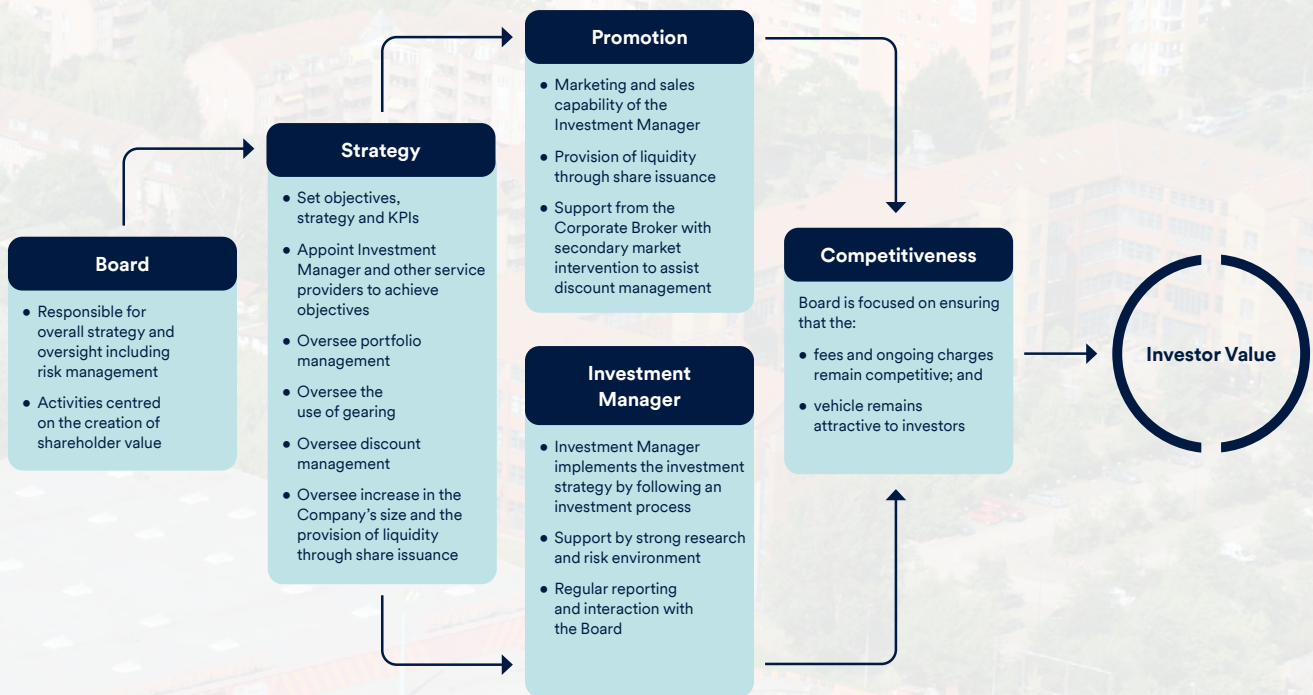 Board
● Responsible for
overall strategy and
oversight including
risk management
● Activities centred
on the creation of
shareholder value
Strategy
● Set objectives,
strategy and KPIs
● Appoint Investment
Manager and other service
providers to achieve
objectives
● Oversee portfolio
management
● Oversee the
use of gearing
● Oversee discount
management
● Oversee increase in the
Company’s size and the
provision of liquidity
through share issuance
Promotion
● Marketing and sales
capability of the
Investment Manager
● Provision of liquidity
through share issuance
● Support from the
Corporate Broker with
secondary market
intervention to assist
discount management
Investment
Manager
● Investment Manager
implements the investment
strategy by following an
investment process
● Support by strong research
and risk environment
● Regular reporting
and interaction with
the Board
Competitiveness
Board is focused on ensuring
that the:
● fees and ongoing charges
remain competitive; and
● vehicle remains
attractive to investors
Investor Value